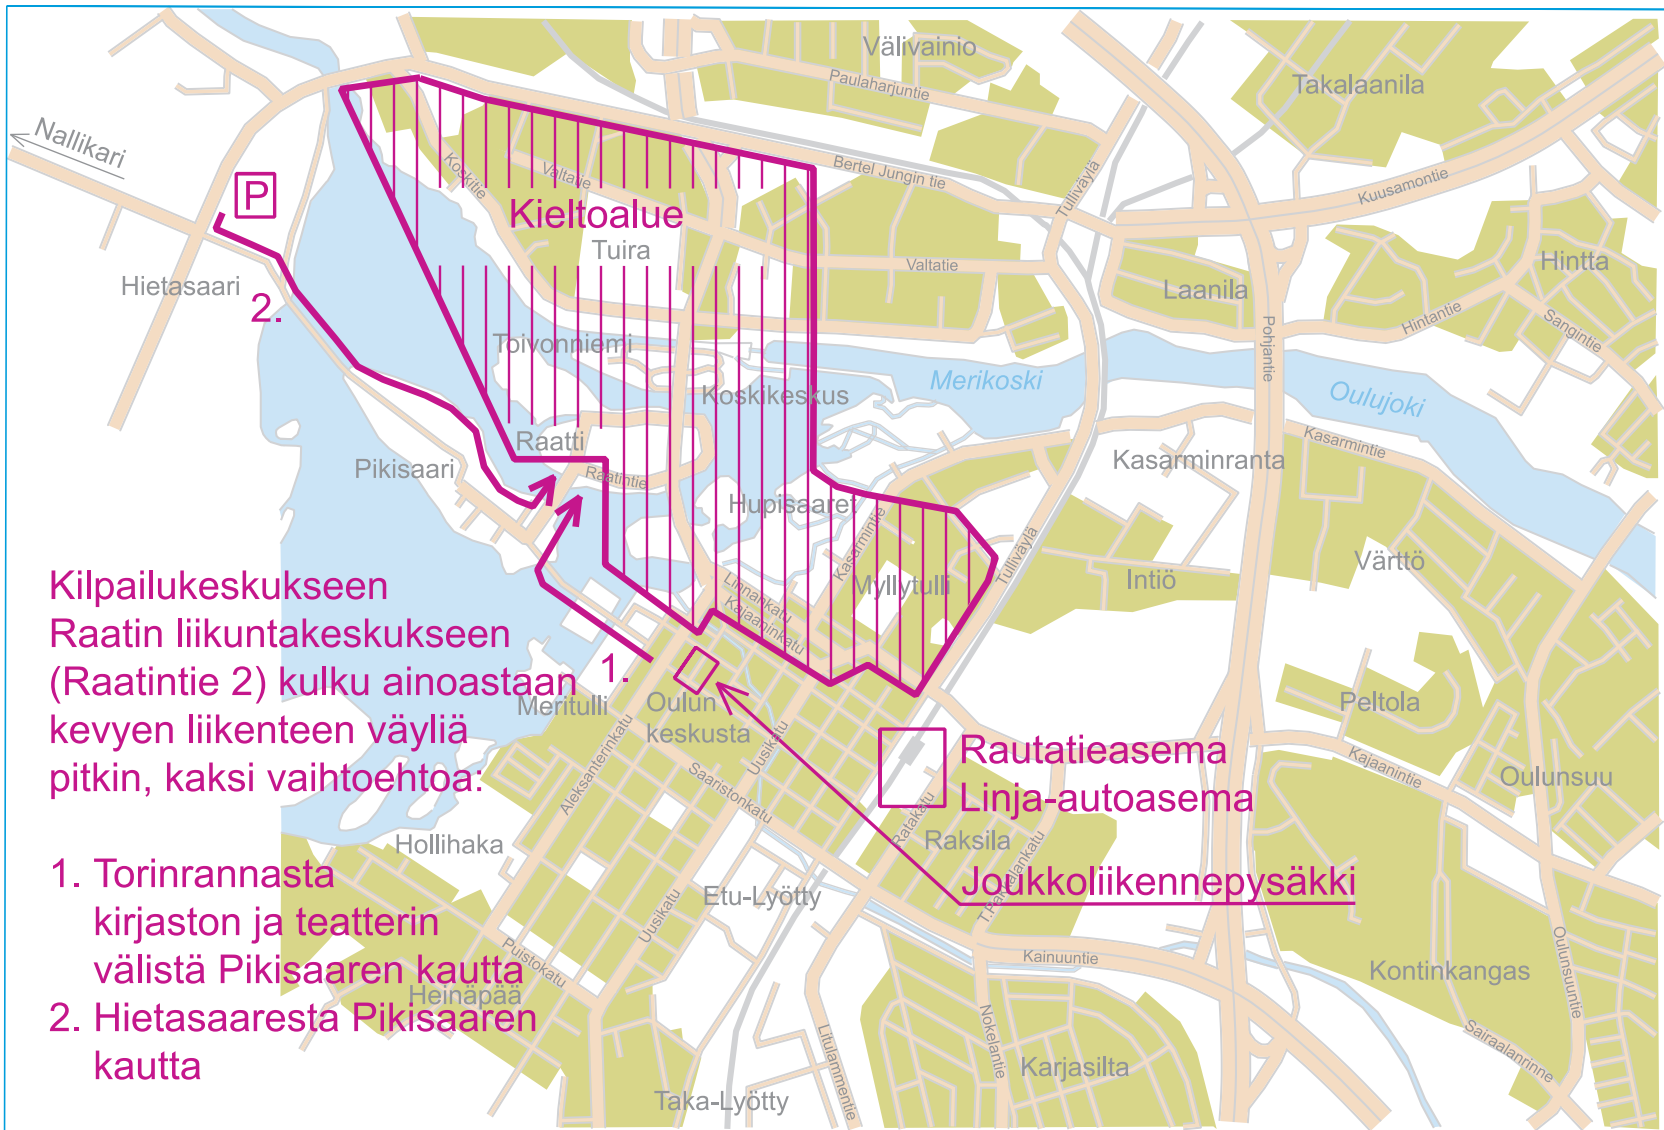 Välivainio
Paulaharjuntie
Takalaanila
Nallikari
P
Koskitie
Valtatie
Bertel Jungin tie
Tulliväylä
Kuusamontie
Kieltoalue
Tuira
Valtatie
Hintta
Hietasaari
2.
Laanila
Hintantie
Sangintie
Pohjantie
Toivonniemi
Merikoski
Koskikeskus
Oulujoki
Raatti
Pikisaari
Raatintie
Kasarminranta
Kasarmintie
Hupisaaret
Kasarmintie
Tulliväylä
Värttö
Intiö
Myllytulli
Linnankatu
Kajaaninkatu
Kilpailukeskukseen
Raatin liikuntakeskukseen
(Raatintie 2) kulku ainoastaan
kevyen liikenteen väyliä
pitkin, kaksi vaihtoehtoa:
1.
Meritulli
Oulun
keskusta
Peltola
Aleksanterinkatu
Uusikatu
Saaristonkatu
Rautatieasema
Linja-autoasema
Kajaanintie
Oulunsuu
Ratakatu
Raksila
Hollihaka
1. Torinrannasta
kirjaston ja teatterin
välistä Pikisaaren kautta
2. Hietasaaresta Pikisaaren
kautta
Joukkoliikennepysäkki
Etu-Lyötty
Uusikatu
Puistokatu
Heinäpää
Kainuuntie
Kontinkangas
Oulunsuuntie
Nokelantie
Karjasilta
Sairaalanrinne
Taka-Lyötty